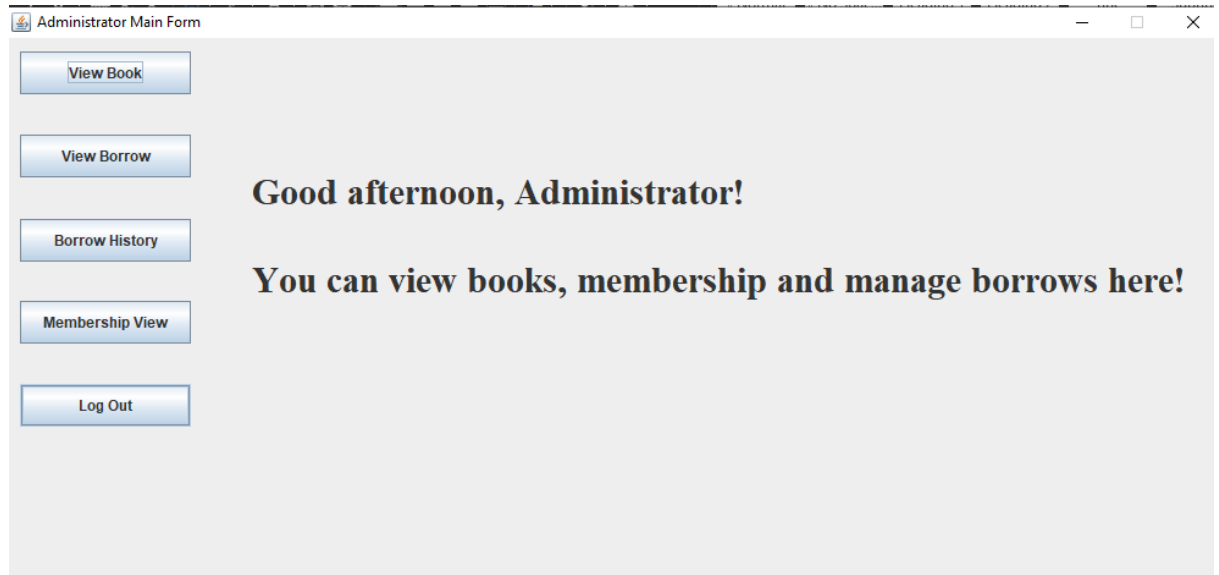 Administrator Main Form
View Book
View Borrow
Borrow History
Membership View
Log Out
Good afternoon, Administrator!
You can view books, membership and manage borrows here!